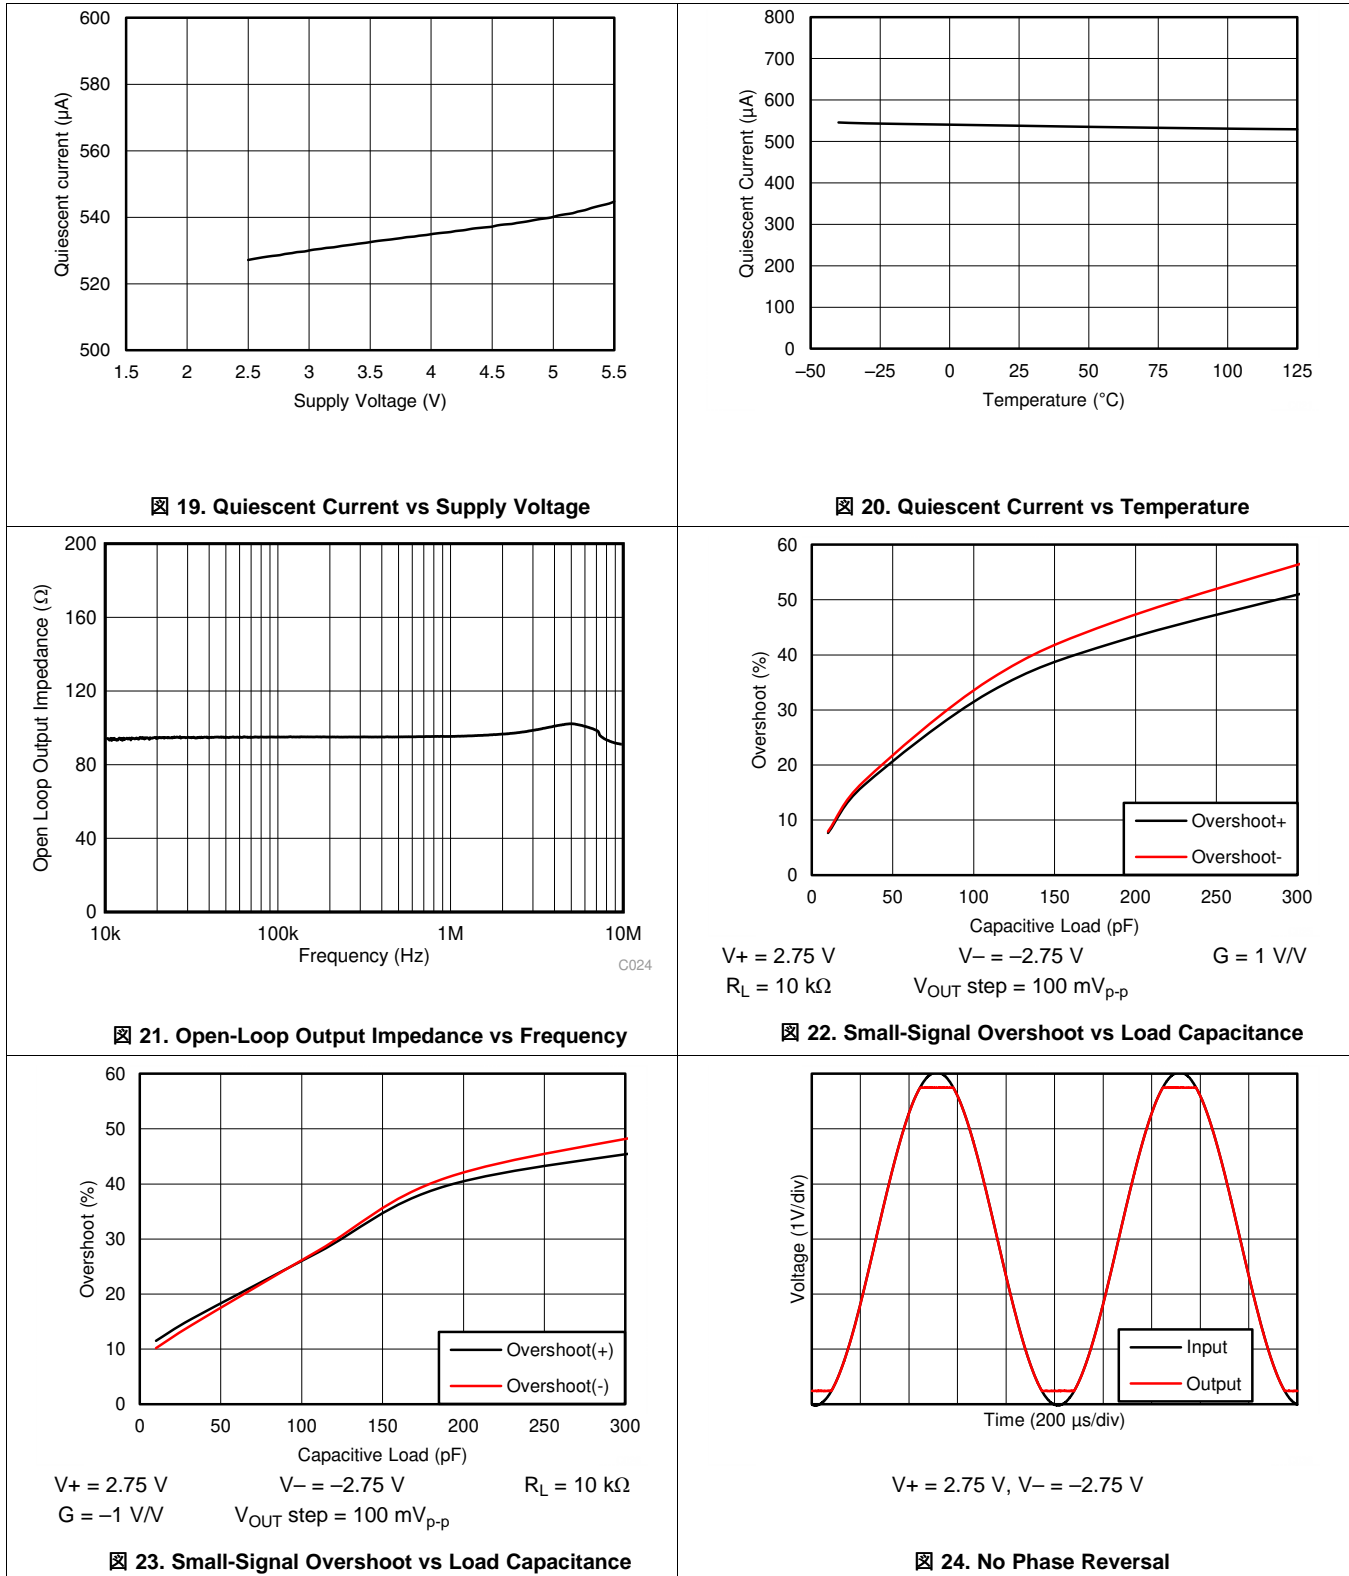 600
580
560
540
520
500
Quiescent current (µA)
1.5 2 2.5 3 3.5 4 4.5 5 5.5
Supply Voltage (V)
図 19. Quiescent Current vs Supply Voltage
800
700
600
500
400
300
200
100
0
Quiescent Current (µA)
–50 –25 0 25 50 75 100 125
Temperature (°C)
図 20. Quiescent Current vs Temperature
200
160
120
80
40
0
Open Loop Output Impedance (Ω)
10k 100k 1M 10M
Frequency (Hz)
C024
図 21. Open-Loop Output Impedance vs Frequency
60
50
40
30
20
10
0
Overshoot (%)
Overshoot+
Overshoot-
0 50 100 150 200 250 300
Capacitive Load (pF)
V+ = 2.75 V V– = –2.75 V G = 1 V/V
RL = 10 kΩ VOUT step = 100 mVp-p
図 22. Small-Signal Overshoot vs Load Capacitance
60
50
40
30
20
10
0
Overshoot (%)
Overshoot(+)
Overshoot(-)
0 50 100 150 200 250 300
Capacitive Load (pF)
V+ = 2.75 V V– = –2.75 V RL = 10 kΩ
G = –1 V/V VOUT step = 100 mVp-p
図 23. Small-Signal Overshoot vs Load Capacitance
Voltage (1V/div)
Input
Output
Time (200 µs/div)
V+ = 2.75 V, V– = –2.75 V
図 24. No Phase Reversal